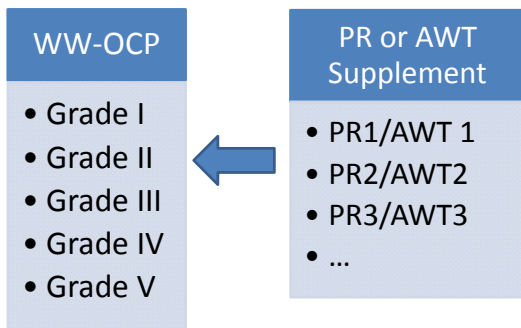 WW-OCP
• Grade I
• Grade II
• Grade III
• Grade IV
• Grade V
PR or AWT
Supplement
• PR1/AWT 1
• PR2/AWT2
• PR3/AWT3
• ...